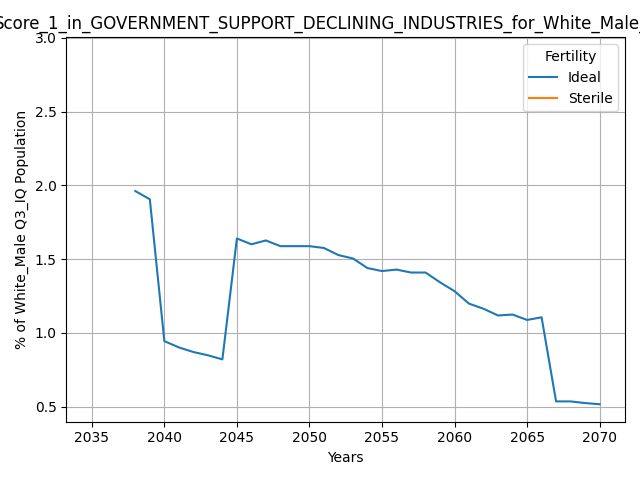 Score_1_in_GOVERNMENT_SUPPORT_DECLINING_INDUSTRIES_for_White_Male_
3.0
2.5
2.0
1.5
1.0
0.5
% of White_Male Q3_IQ Population
Fertility
Ideal
Sterile
2035 2040 2045 2050 2055 2060 2065 2070
Years